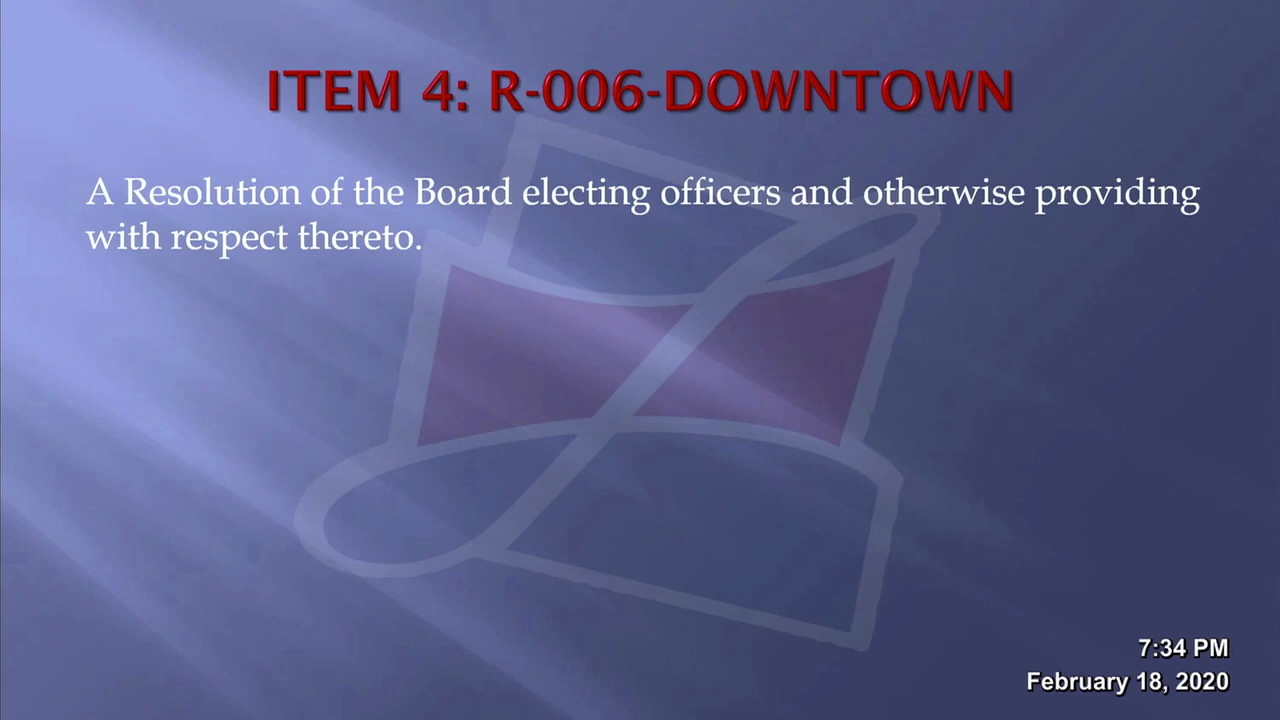 ITEM 4: R-006-DOWNTOWN
A Resolution of the Board electing officers and otherwise providing
with respect thereto.
7:34 PM
February 18, 2020